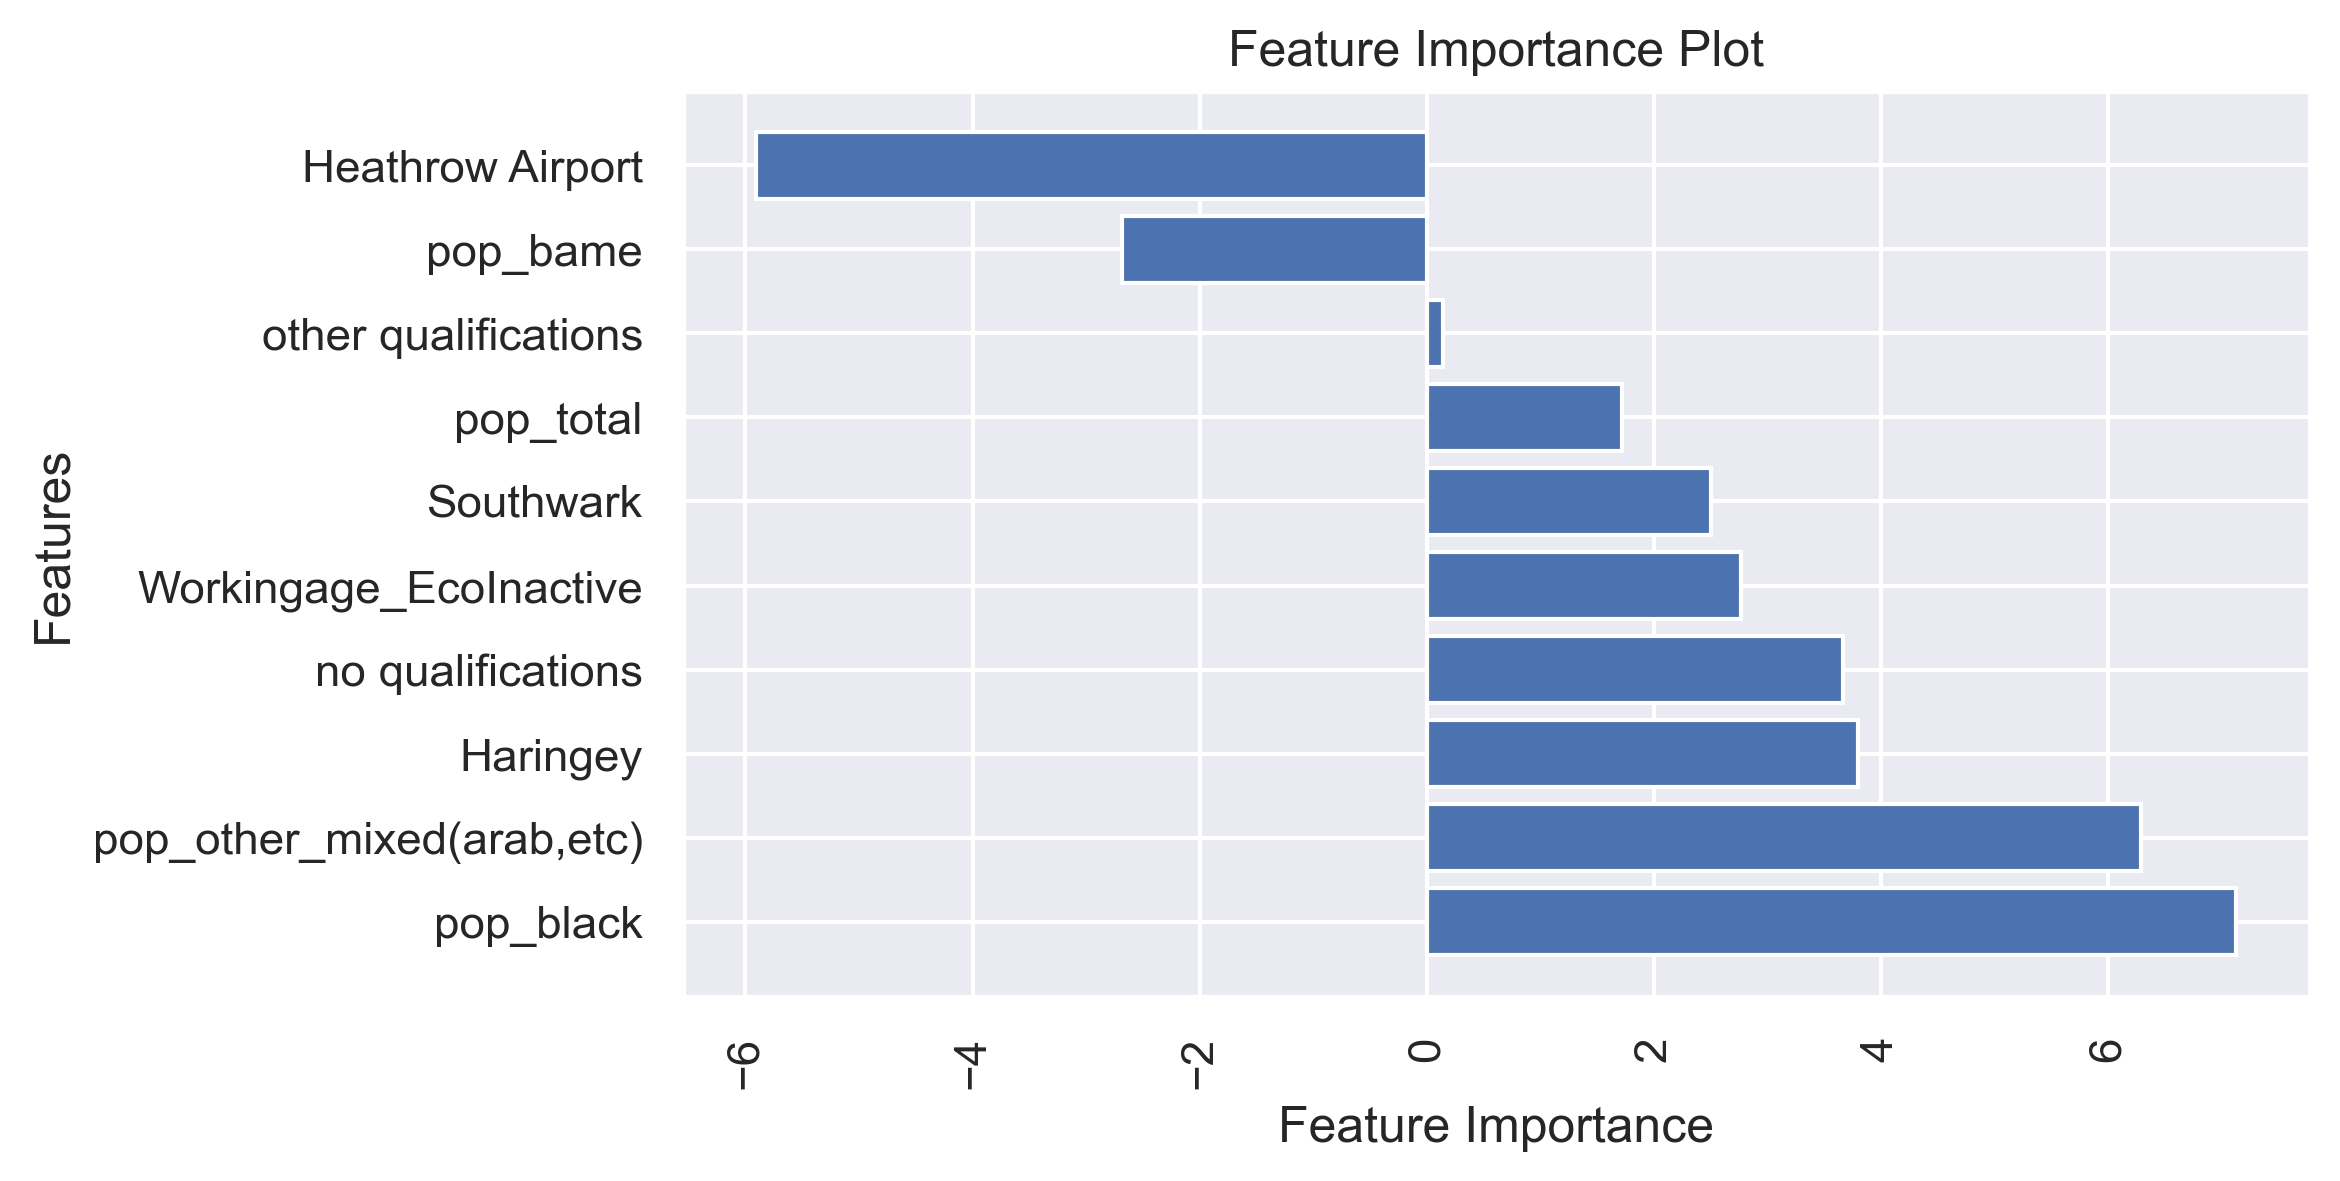 Feature Importance Plot
Heathrow Airport
pop_bame
other qualifications
pop_total
Southwark
Workingage_EcoInactive
no qualifications
Haringey
pop_other_mixed(arab,etc)
pop_black
Features
−6
−4
−2
0
2
4
6
Feature Importance